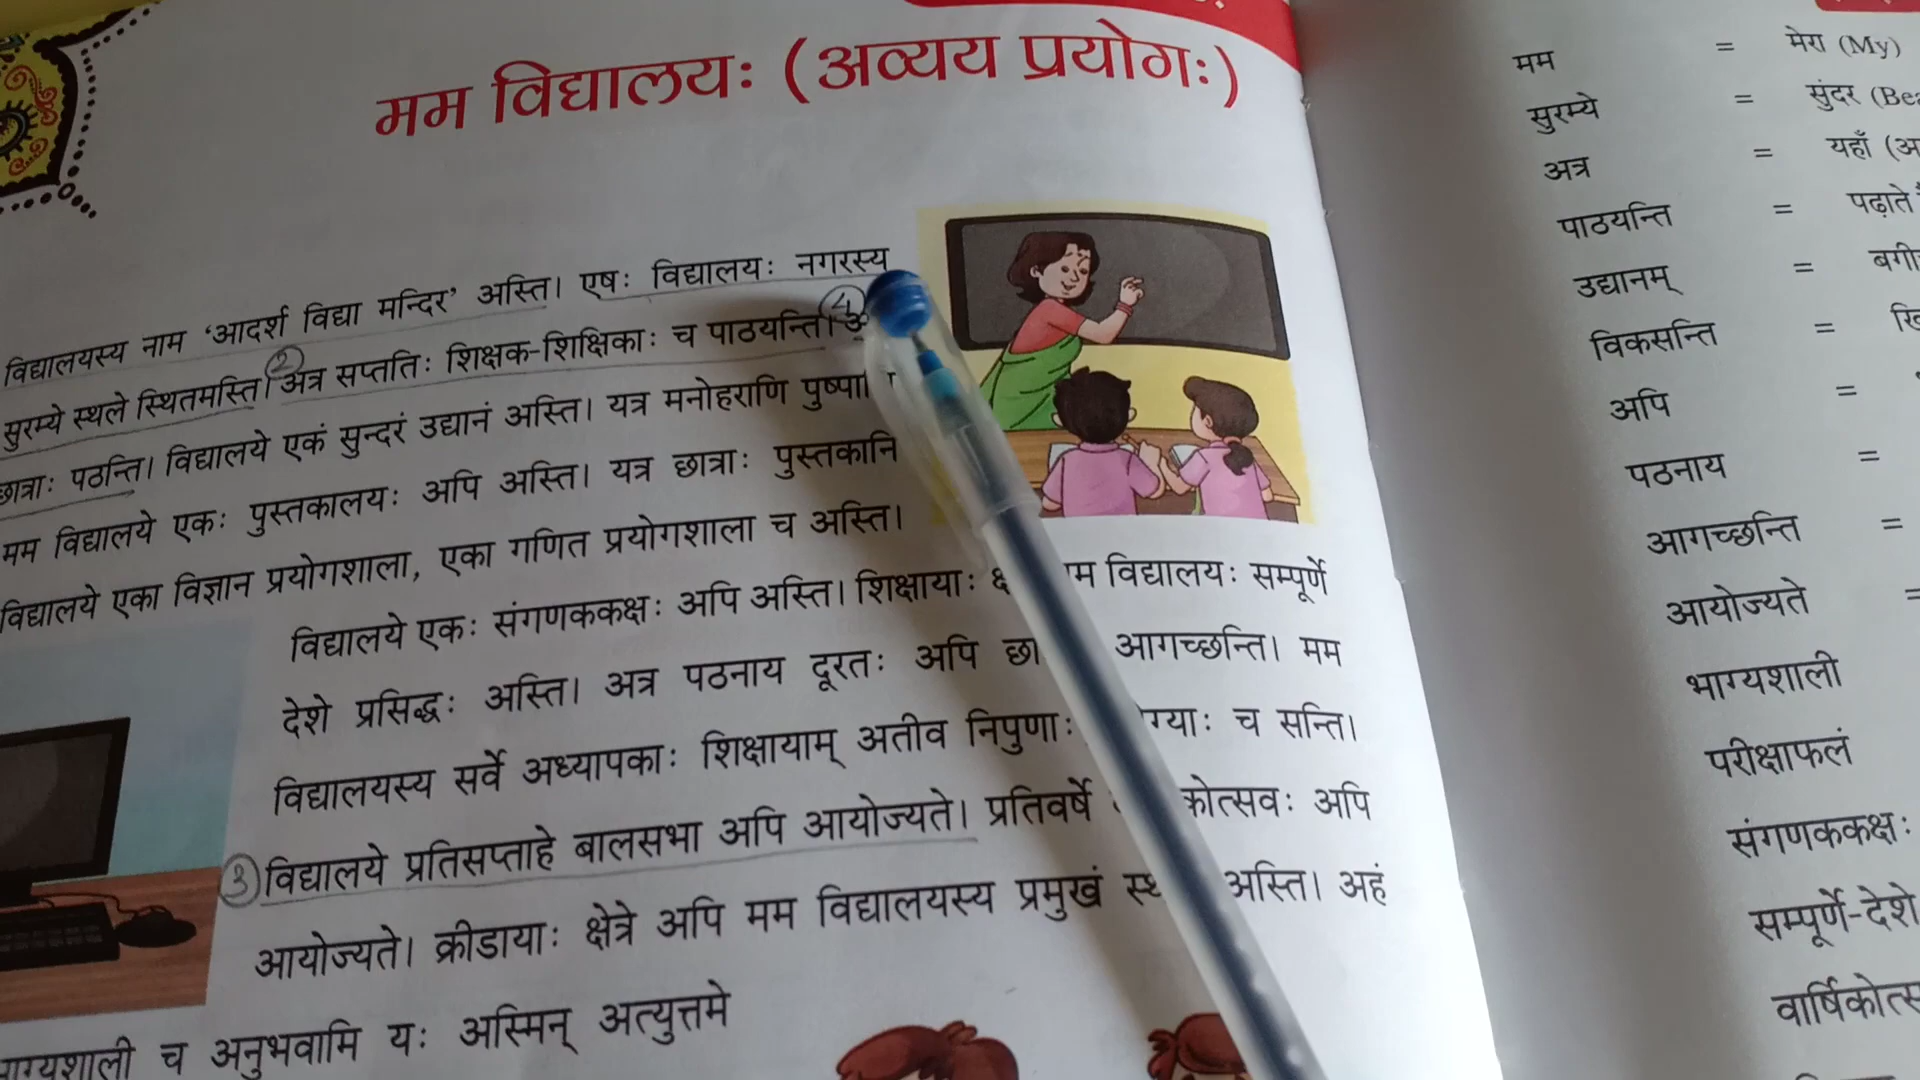 मम विद्यालयः (अव्यय प्रयोगः)
विद्यालयस्य नाम 'आदर्श विद्या मन्दिर' अस्ति। एषः विद्यालयः नगरस्य
सुरम्ये स्थले स्थितमस्ति। ② अत्र सप्ततिः शिक्षक-शिक्षिकाः च पाठयन्ति। ④
छात्राः पठन्ति। विद्यालये एकं सुन्दरं उद्यानं अस्ति। यत्र मनोहराणि
मम विद्यालये एकः पुस्तकालयः अपि अस्ति। यत्र छात्राः पुस्तकानि
विद्यालये एका विज्ञान प्रयोगशाला, एका गणित प्रयोगशाला च अस्ति।
विद्यालये एकः संगणककक्षः अपि अस्ति। शिक्षायाः विद्यालयः सम्पूर्णे
देशे प्रसिद्धः अस्ति। अत्र पठनाय दूरतः अपि आगच्छन्ति। मम
विद्यालयस्य सर्वे अध्यापकाः शिक्षायाम् अतीव निपुणाः च सन्ति।
③ विद्यालये प्रतिसप्ताहे बालसभा अपि आयोज्यते। प्रतिवर्षे अपि
आयोज्यते। क्रीडायाः क्षेत्रे अपि मम विद्यालयस्य प्रमुखं अस्ति। अहं
च अनुभवामि यः अस्मिन् अत्युत्तमे
मम = मेरा (My)
सुरम्ये = सुंदर
अत्र = यहाँ
पाठयन्ति = पढ़ाते
उद्यानम् =
विकसन्ति =
अपि =
पठनाय =
आगच्छन्ति =
आयोज्यते =
भाग्यशाली
परीक्षाफलं
संगणककक्षः
सम्पूर्णे-देशे